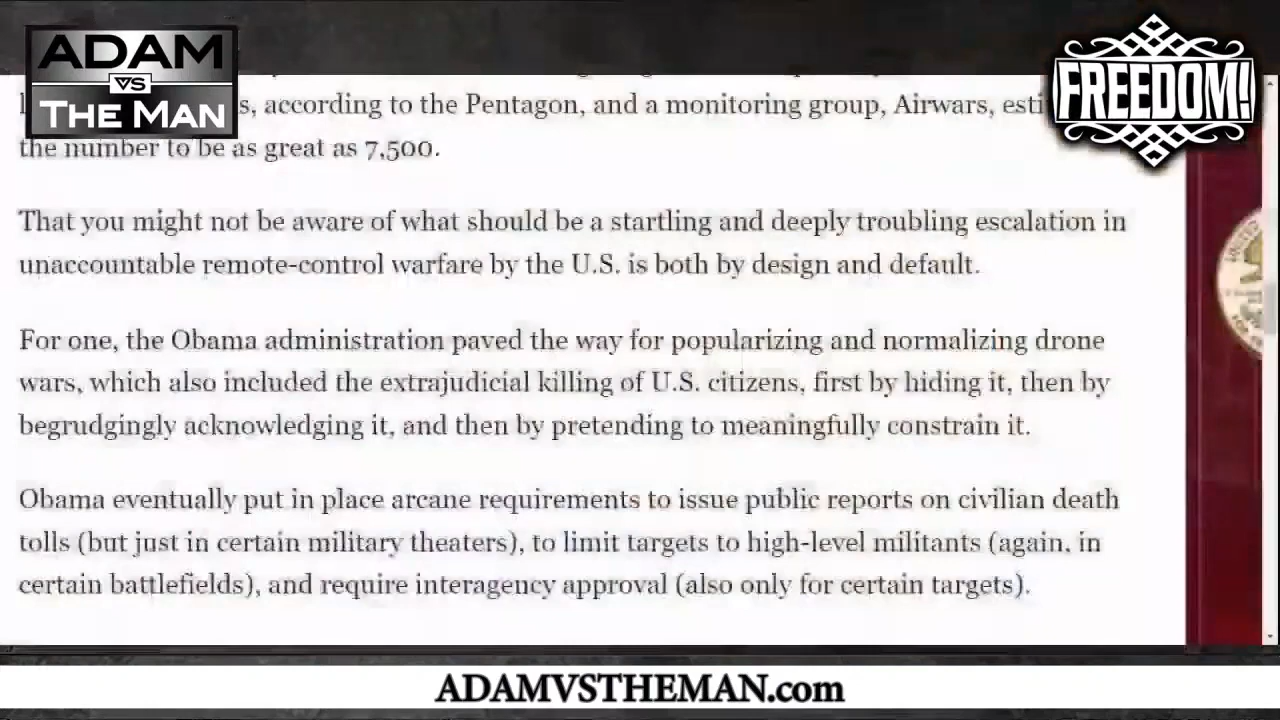 ADAM
VS
THE MAN
FREEDOM!
according to the Pentagon, and a monitoring group, Airwars,
the number to be as great as 7,500.
That you might not be aware of what should be a startling and deeply troubling escalation in
unaccountable remote-control warfare by the U.S. is both by design and default.
For one, the Obama administration paved the way for popularizing and normalizing drone
wars, which also included the extrajudicial killing of U.S. citizens, first by hiding it, then by
begrudgingly acknowledging it, and then by pretending to meaningfully constrain it.
Obama eventually put in place arcane requirements to issue public reports on civilian death
tolls (but just in certain military theaters), to limit targets to high-level militants (again, in
certain battlefields), and require interagency approval (also only for certain targets).
ADAMVSTHEMAN.com